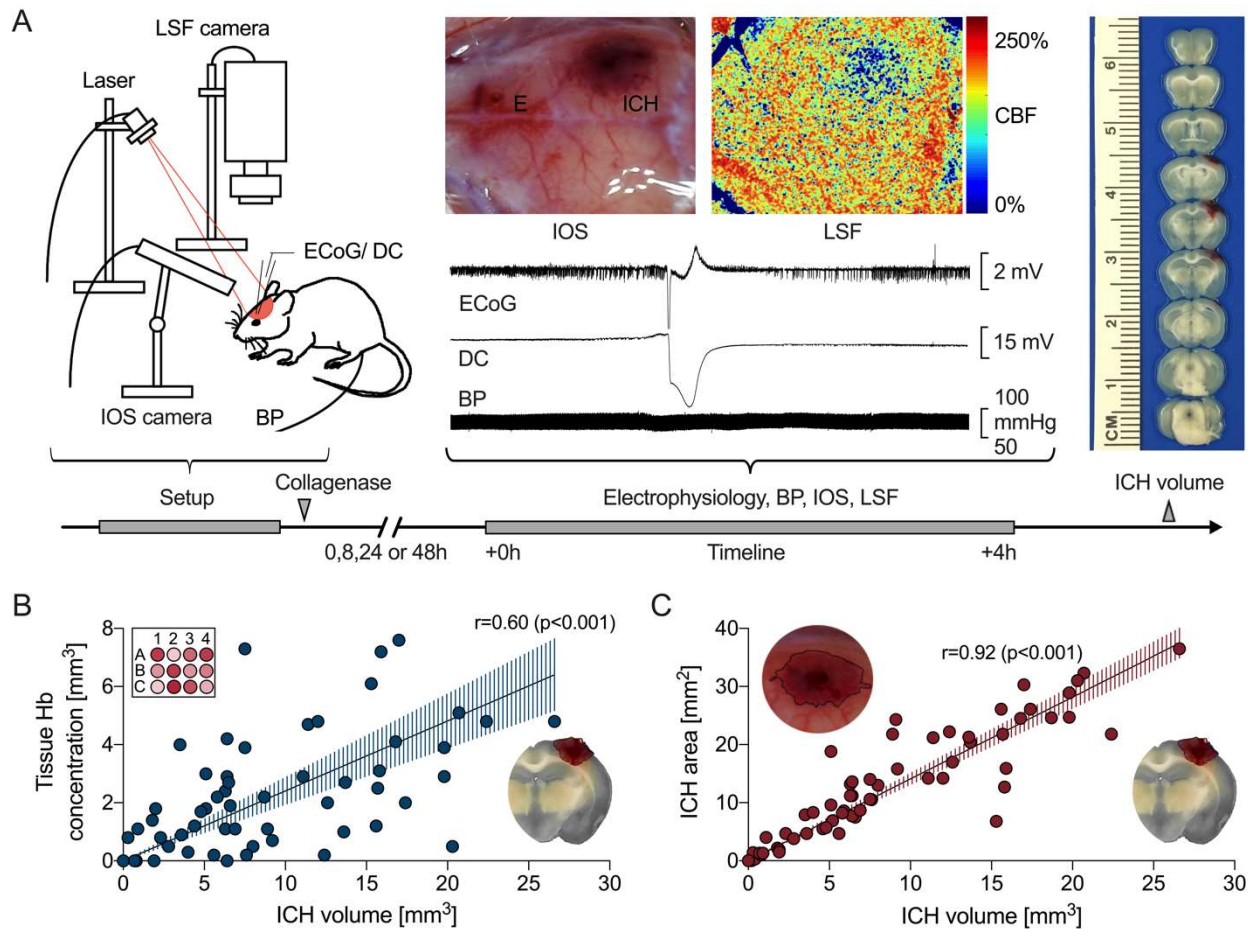 A
LSF camera
Laser
ECoG/ DC
IOS camera
BP
E
ICH
IOS
250%
CBF
0%
LSF
2 mV
ECoG
15 mV
DC
BP
100
mmHg
50
6
5
4
3
2
1
CM
Setup
Collagenase
Electrophysiology, BP, IOS, LSF
ICH volume
0,8,24 or 48h
+0h
Timeline
+4h
B
r=0.60 (p<0.001)
1 2 3 4
A
B
C
Tissue Hb
concentration [mm³]
8
6
4
2
0
0 5 10 15 20 25 30
ICH volume [mm³]
C
r=0.92 (p<0.001)
ICH area [mm²]
40
30
20
10
0
0 5 10 15 20 25 30
ICH volume [mm³]